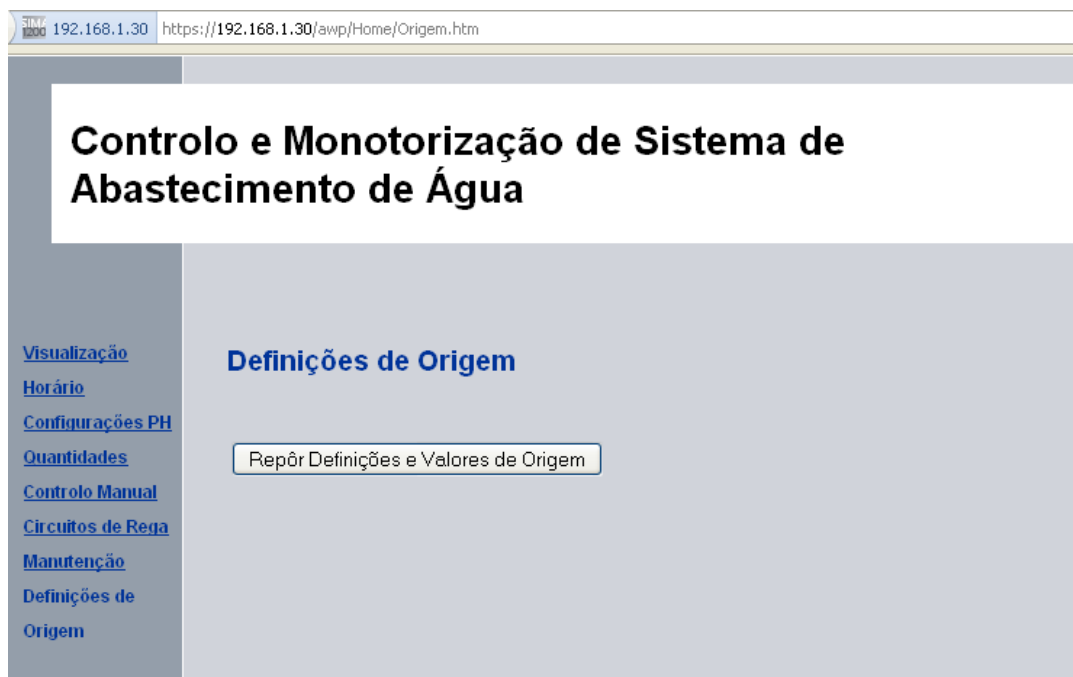 SIMA 1200 192.168.1.30 https://192.168.1.30/awp/Home/Origem.htm
Controlo e Monotorização de Sistema de
Abastecimento de Água
Visualização
Horário
Configurações PH
Quantidades
Controlo Manual
Circuitos de Rega
Manutenção
Definições de
Origem
Definições de Origem
Repôr Definições e Valores de Origem